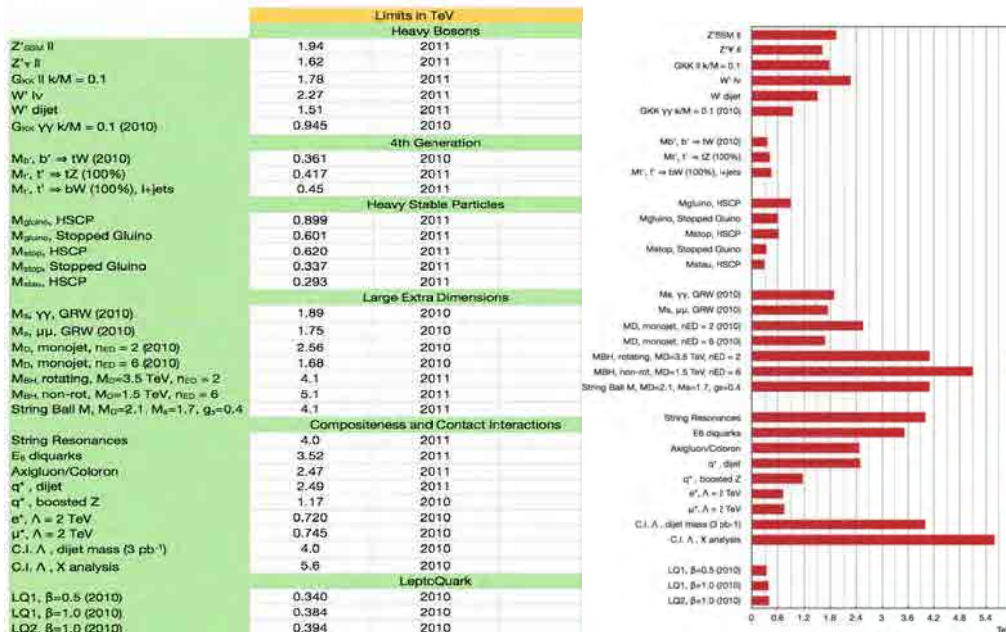 Limits in TeV
Heavy Bosons
Z'SSM ll 1.94 2011
Z'Ψ ll 1.62 2011
GKK ll k/M = 0.1 1.78 2011
W' lv 2.27 2011
W' dijet 1.51 2011
GKK γγ k/M = 0.1 (2010) 0.945 2010
4th Generation
Mb', b' ⇒ tW (2010) 0.361 2010
Mt', t' ⇒ tZ (100%) 0.417 2011
Mt', t' ⇒ bW (100%), l+jets 0.45 2011
Heavy Stable Particles
Mgluino, HSCP 0.899 2011
Mgluino, Stopped Gluino 0.601 2011
Mstop, HSCP 0.620 2011
Mstop, Stopped Gluino 0.337 2011
Mstau, HSCP 0.293 2011
Large Extra Dimensions
Ms, γγ, GRW (2010) 1.89 2010
Ms, μμ, GRW (2010) 1.75 2010
MD, monojet, nED = 2 (2010) 2.56 2010
MD, monojet, nED = 6 (2010) 1.68 2010
MBH, rotating, MD=3.5 TeV, nED = 2 4.1 2011
MBH, non-rot, MD=1.5 TeV, nED = 6 5.1 2011
String Ball M, MD=2.1, Ms=1.7, gs=0.4 4.1 2011
Compositeness and Contact Interactions
String Resonances 4.0 2011
E6 diquarks 3.52 2011
Axigluon/Coloron 2.47 2011
q* , dijet 2.49 2011
q* , boosted Z 1.17 2010
e*, Λ = 2 TeV 0.720 2010
μ*, Λ = 2 TeV 0.745 2010
C.I. Λ , dijet mass (3 pb-1) 4.0 2010
C.I. Λ , X analysis 5.6 2010
LeptoQuark
LQ1, β=0.5 (2010) 0.340 2010
LQ1, β=1.0 (2010) 0.384 2010
LQ2, β=1.0 (2010) 0.394 2010
Z'SSM ll
Z'Ψ ll
GKK ll k/M = 0.1
W' lv
W' dijet
GKK γγ k/M = 0.1 (2010)
Mb', b' ⇒ tW (2010)
Mt', t' ⇒ tZ (100%)
Mt', t' ⇒ bW (100%), l+jets
Mgluino, HSCP
Mgluino, Stopped Gluino
Mstop, HSCP
Mstop, Stopped Gluino
Mstau, HSCP
Ms, γγ, GRW (2010)
Ms, μμ, GRW (2010)
MD, monojet, nED = 2 (2010)
MD, monojet, nED = 6 (2010)
MBH, rotating, MD=3.5 TeV, nED = 2
MBH, non-rot, MD=1.5 TeV, nED = 6
String Ball M, MD=2.1, Ms=1.7, gs=0.4
String Resonances
E6 diquarks
Axigluon/Coloron
q* , dijet
q* , boosted Z
e*, Λ = 2 TeV
μ*, Λ = 2 TeV
C.I. Λ , dijet mass (3 pb-1)
C.I. Λ , X analysis
LQ1, β=0.5 (2010)
LQ1, β=1.0 (2010)
LQ2, β=1.0 (2010)
0 0.6 1.2 1.8 2.4 3 3.6 4.2 4.8 5.4